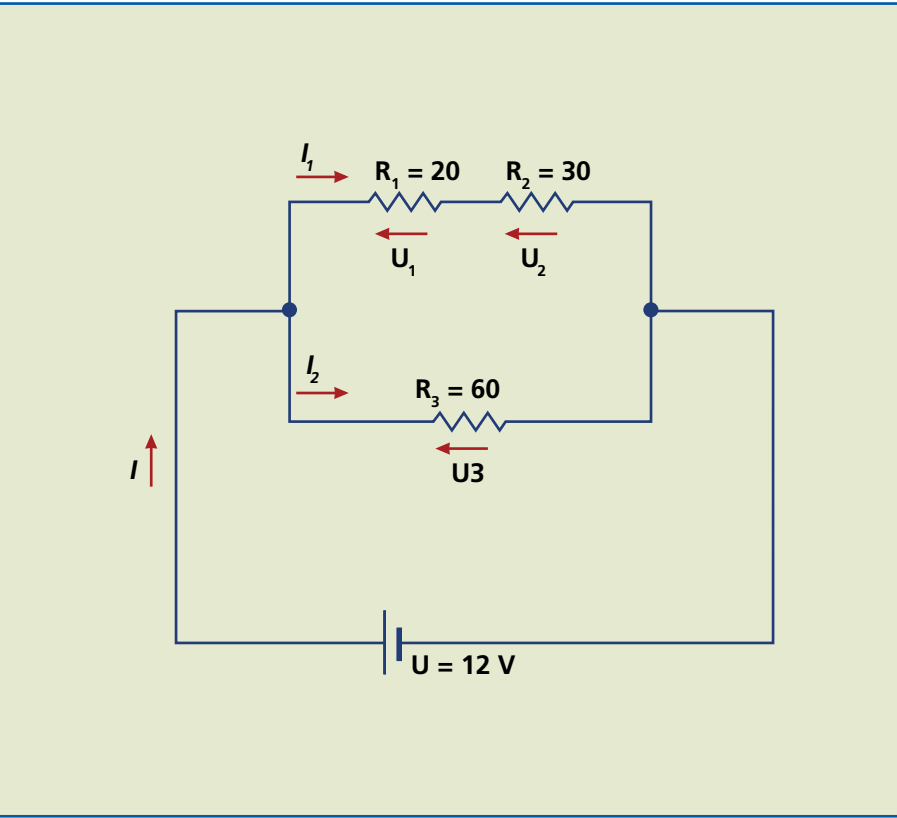 I₁
R₁ = 20 R₂ = 30
U₁ U₂
I₂
R₃ = 60
I
U3
U = 12 V